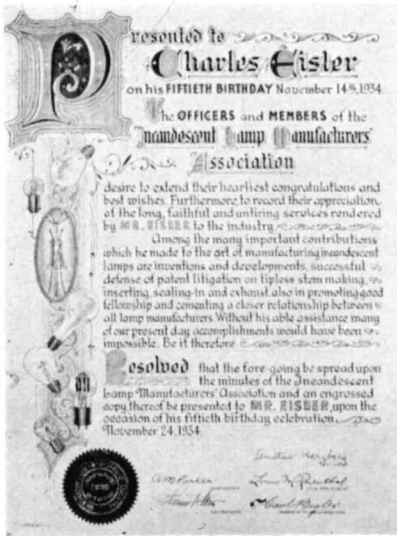 Presented to
Charles Eisler
on his FIFTIETH BIRTHDAY November 14th, 1934.
The OFFICERS and MEMBERS of the
Incandescent Lamp Manufacturers'
Association
desire to extend their heartiest congratulations and
best wishes. Furthermore, to record their appreciation,
of the long, faithful and untiring services rendered
by MR. EISLER to the industry
Among the many important contributions
which he made to the art of manufacturing incandescent
lamps are inventions and developments, successful
defense of patent litigation on tipless stem making,
inserting, sealing-in and exhaust also in promoting good
fellowship and cementing a closer relationship between
all lamp manufacturers. Without his able assistance many
of our present day accomplishments would have been
impossible. Be it therefore
Resolved that the fore-going be spread upon
the minutes of the Incandescent
Lamp Manufacturers' Association and an engrossed
copy thereof be presented to MR. EISLER, upon the
occasion of his fiftieth birthday celebration
November 24, 1934.